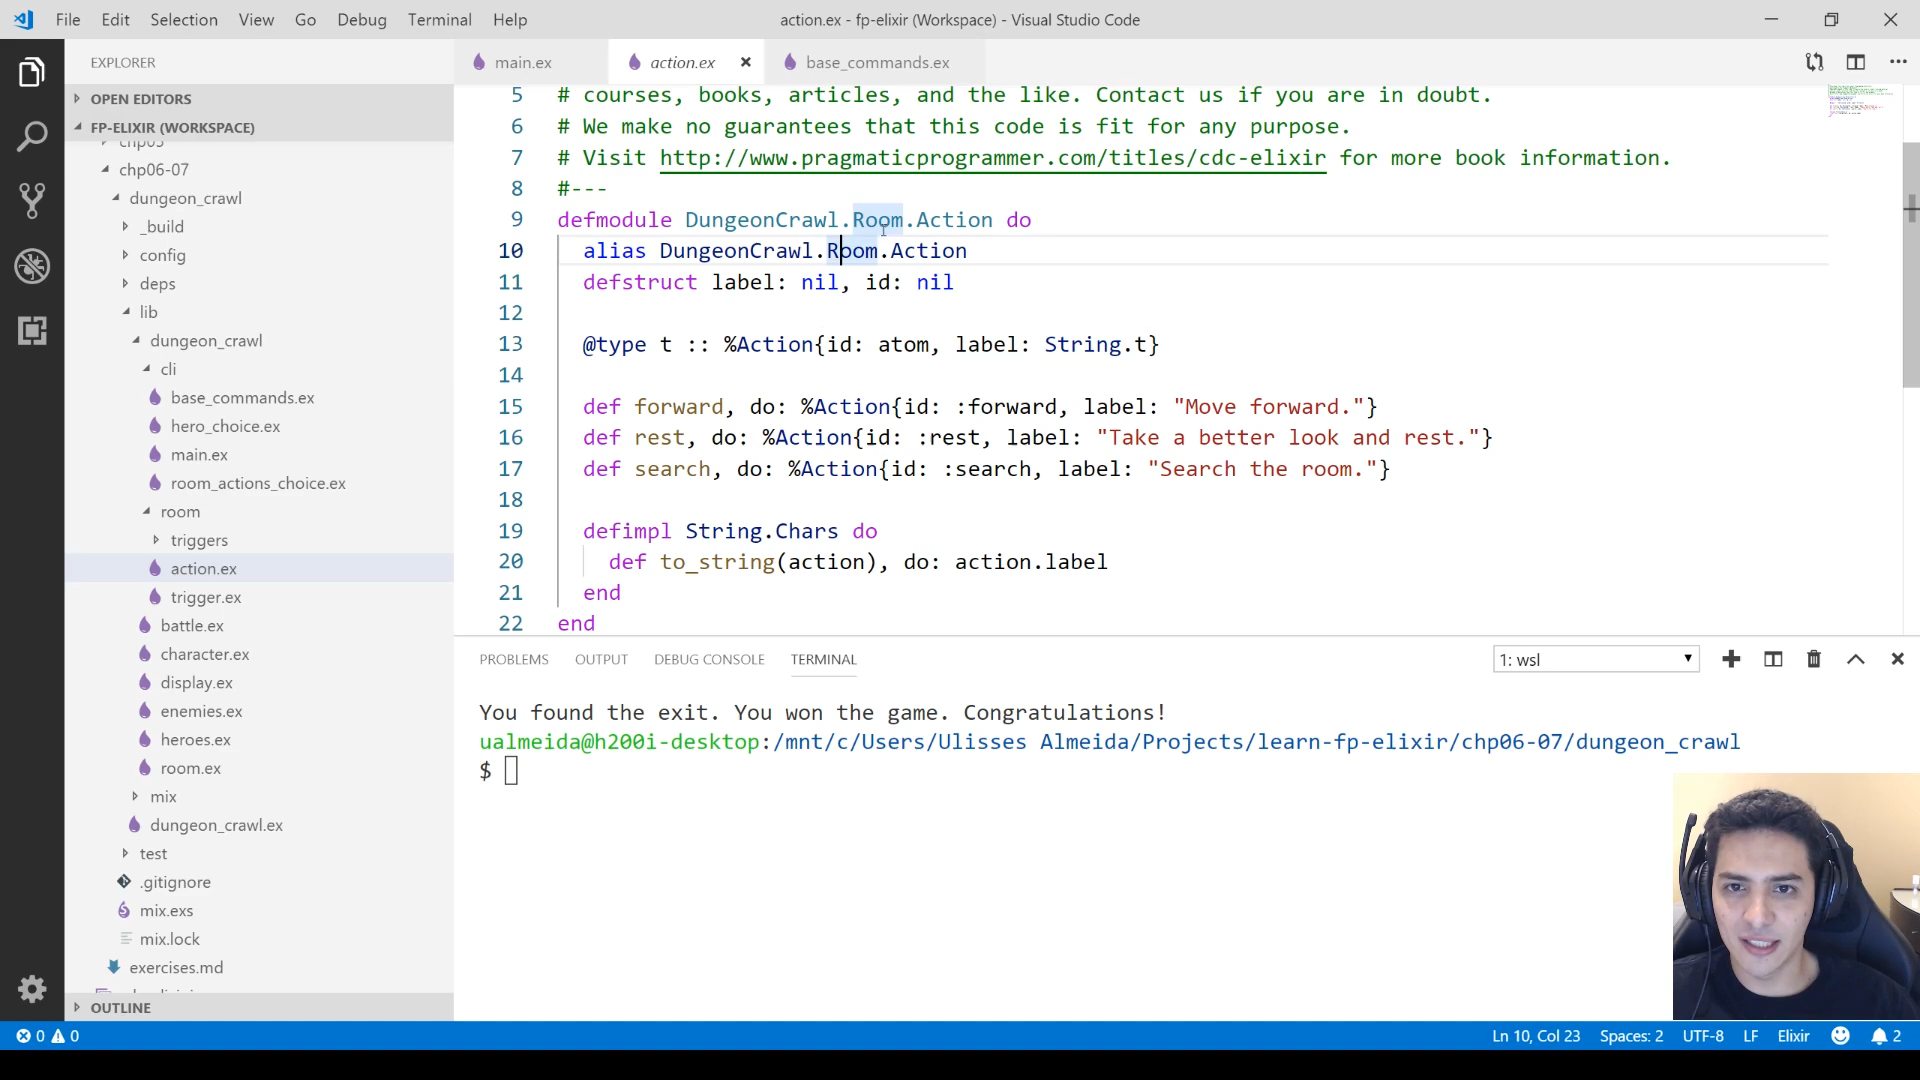 File Edit Selection View Go Debug Terminal Help
action.ex - fp-elixir (Workspace) - Visual Studio Code
EXPLORER
OPEN EDITORS
FP-ELIXIR (WORKSPACE)
chp05
chp06-07
dungeon_crawl
_build
config
deps
lib
dungeon_crawl
cli
base_commands.ex
hero_choice.ex
main.ex
room_actions_choice.ex
room
triggers
action.ex
trigger.ex
battle.ex
character.ex
display.ex
enemies.ex
heroes.ex
room.ex
mix
dungeon_crawl.ex
test
.gitignore
mix.exs
mix.lock
exercises.md
OUTLINE
main.ex action.ex base_commands.ex
5 # courses, books, articles, and the like. Contact us if you are in doubt.
6 # We make no guarantees that this code is fit for any purpose.
7 # Visit http://www.pragmaticprogrammer.com/titles/cdc-elixir for more book information.
8 #---
9 defmodule DungeonCrawl.Room.Action do
10 alias DungeonCrawl.Room.Action
11 defstruct label: nil, id: nil
12
13 @type t :: %Action{id: atom, label: String.t}
14
15 def forward, do: %Action{id: :forward, label: "Move forward."}
16 def rest, do: %Action{id: :rest, label: "Take a better look and rest."}
17 def search, do: %Action{id: :search, label: "Search the room."}
18
19 defimpl String.Chars do
20 def to_string(action), do: action.label
21 end
22 end
PROBLEMS OUTPUT DEBUG CONSOLE TERMINAL
1: wsl
You found the exit. You won the game. Congratulations!
ualmeida@h200i-desktop:/mnt/c/Users/Ulisses Almeida/Projects/learn-fp-elixir/chp06-07/dungeon_crawl
$
0 0
Ln 10, Col 23 Spaces: 2 UTF-8 LF Elixir 2